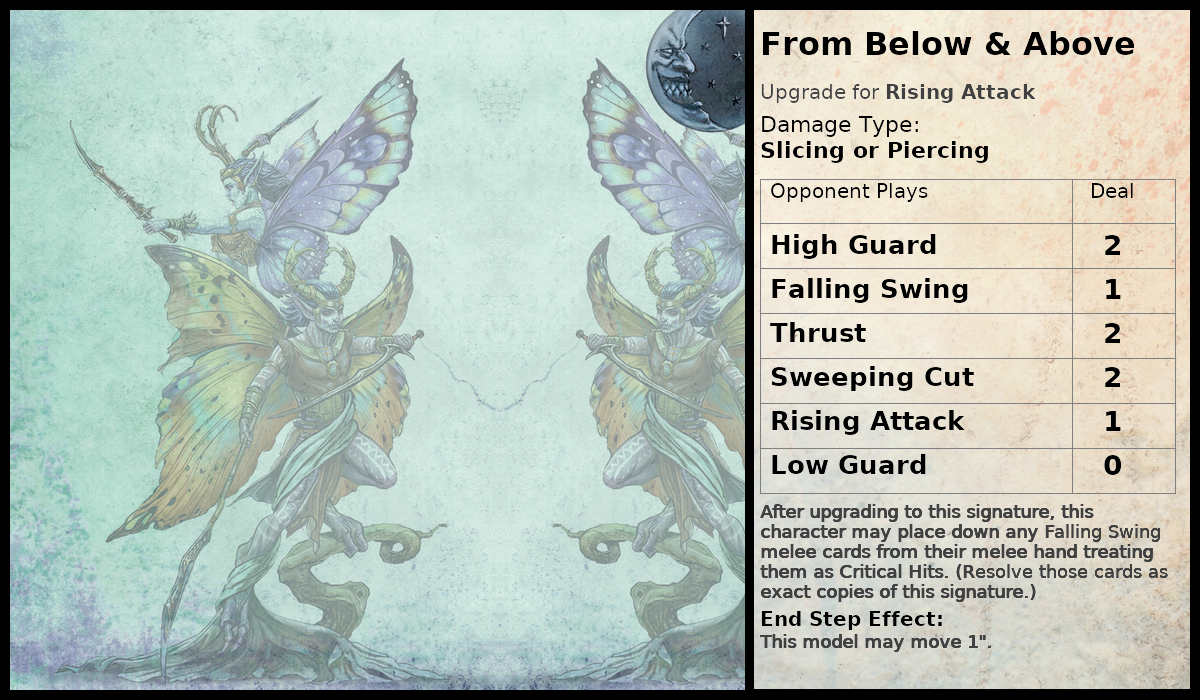 From Below & Above
Upgrade for Rising Attack
Damage Type:
Slicing or Piercing
Opponent Plays Deal
High Guard 2
Falling Swing 1
Thrust 2
Sweeping Cut 2
Rising Attack 1
Low Guard 0
After upgrading to this signature, this
character may place down any Falling Swing
melee cards from their melee hand treating
them as Critical Hits. (Resolve those cards as
exact copies of this signature.)
End Step Effect:
This model may move 1".